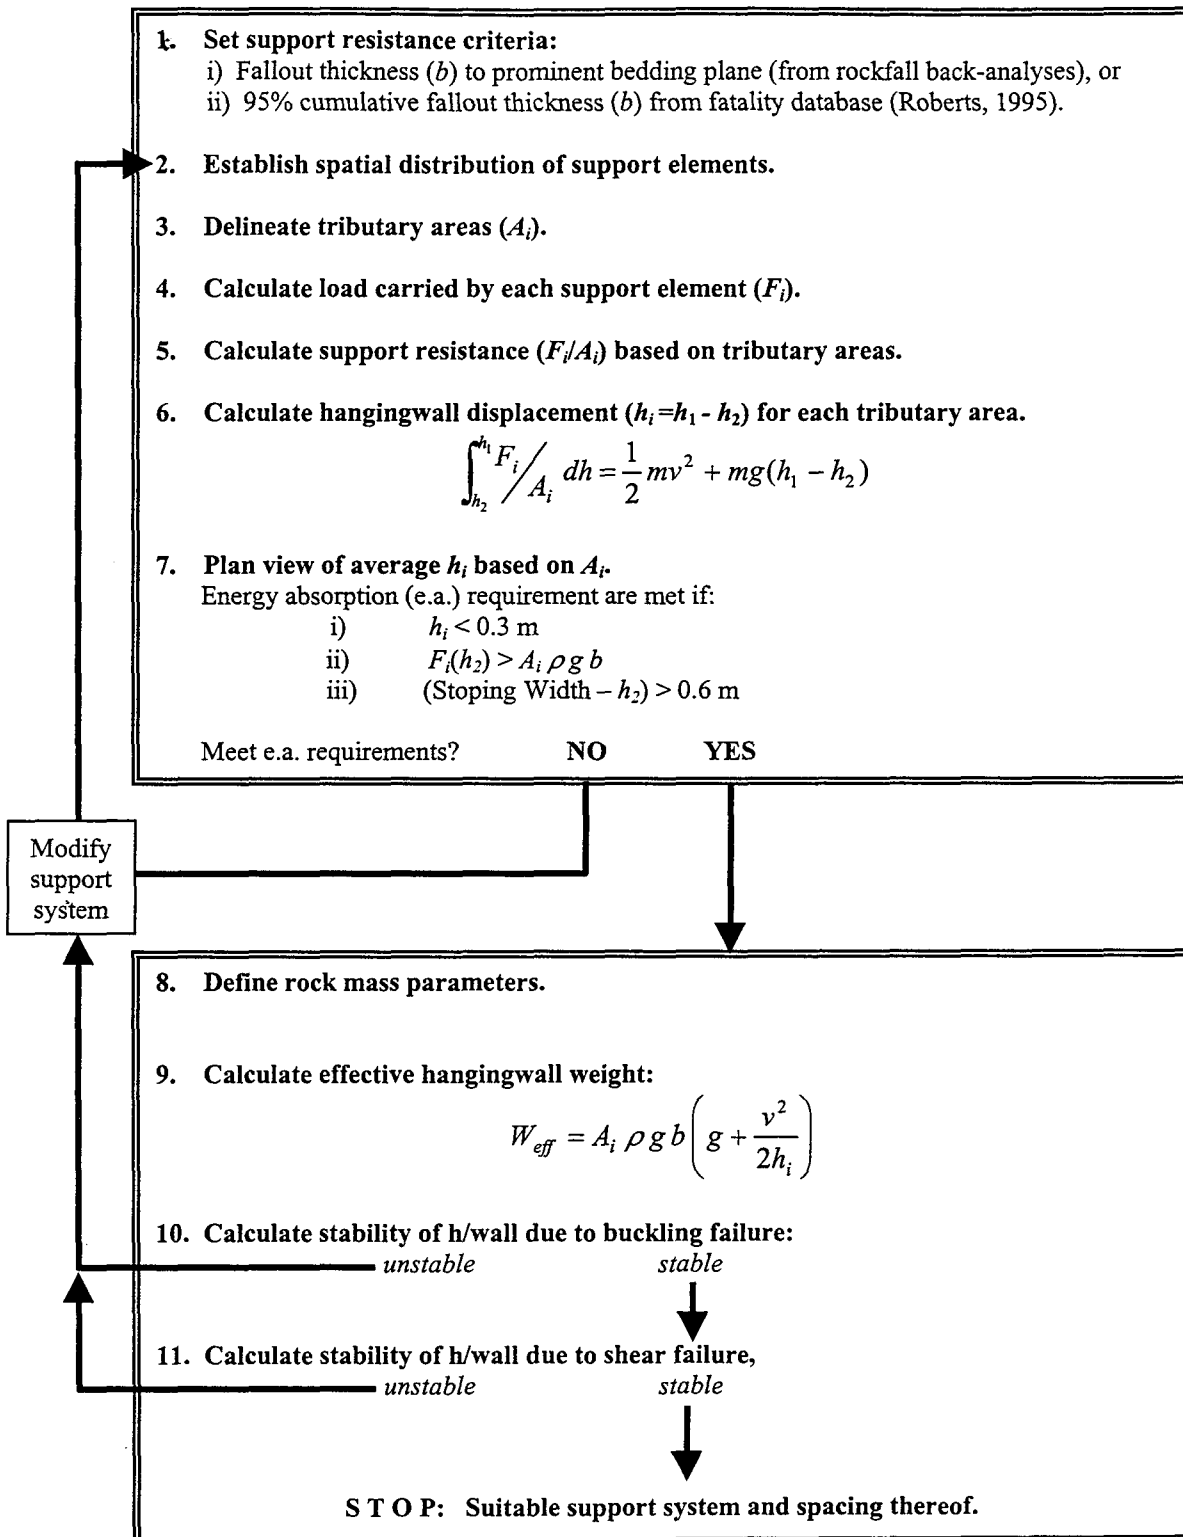 1. Set support resistance criteria:
i) Fallout thickness (b) to prominent bedding plane (from rockfall back-analyses), or
ii) 95% cumulative fallout thickness (b) from fatality database (Roberts, 1995).
2. Establish spatial distribution of support elements.
3. Delineate tributary areas (Aᵢ).
4. Calculate load carried by each support element (Fᵢ).
5. Calculate support resistance (Fᵢ/Aᵢ) based on tributary areas.
6. Calculate hangingwall displacement (hᵢ=h₁ - h₂) for each tributary area.
∫_{h₂}^{h₁} Fᵢ/Aᵢ dh = 1/2 mv² + mg(h₁ − h₂)
7. Plan view of average hᵢ based on Aᵢ.
Energy absorption (e.a.) requirement are met if:
i) hᵢ < 0.3 m
ii) Fᵢ(h₂) > Aᵢ ρ g b
iii) (Stoping Width – h₂) > 0.6 m
Meet e.a. requirements? NO YES
Modify
support
system
8. Define rock mass parameters.
9. Calculate effective hangingwall weight:
W_eff = Aᵢ ρ g b (g + v²/2hᵢ)
10. Calculate stability of h/wall due to buckling failure:
unstable stable
11. Calculate stability of h/wall due to shear failure,
unstable stable
S T O P: Suitable support system and spacing thereof.